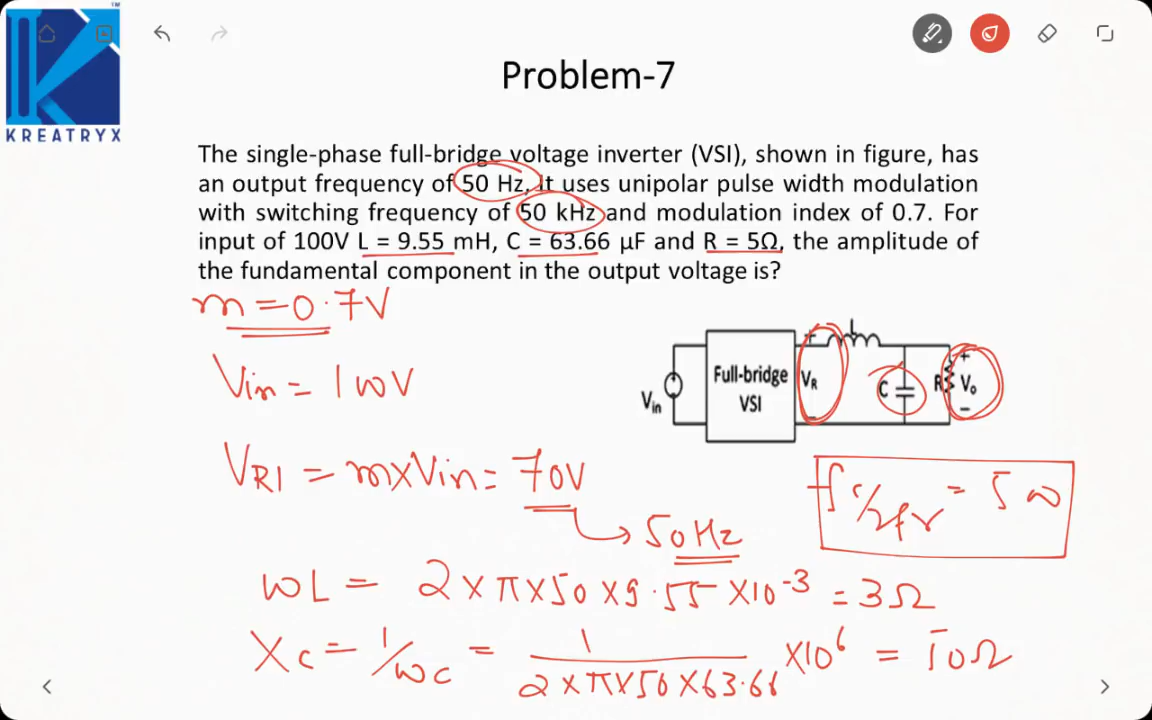 KREATRYX
Problem-7
The single-phase full-bridge voltage inverter (VSI), shown in figure, has
an output frequency of 50 Hz. It uses unipolar pulse width modulation
with switching frequency of 50 kHz and modulation index of 0.7. For
input of 100V L = 9.55 mH, C = 63.66 μF and R = 5Ω, the amplitude of
the fundamental component in the output voltage is?
m = 0.7V
Vin = 100V
VR1 = m×Vin = 70V
50Hz
+ L
Vin
Full-bridge
VSI
VR
C
R
+
Vo
-
fc/2fr = 500
ωL = 2×π×50×9.55×10-3 = 3Ω
Xc = 1/ωc = 1/2×π×50×63.66 ×10⁶ = 50Ω